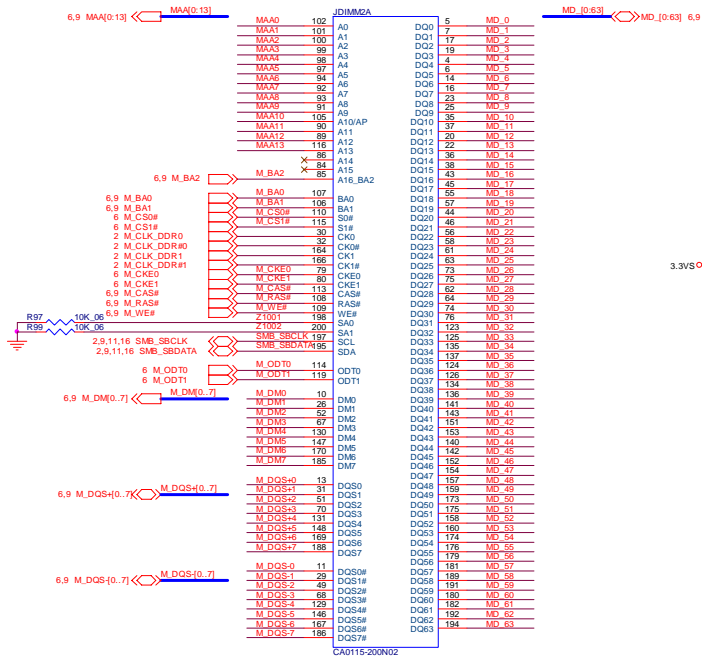 JDIMM2A
6,9 MAA[0:13] MAA[0:13]
MAA0 102 A0
MAA1 101 A1
MAA2 100 A2
MAA3 99 A3
MAA4 98 A4
MAA5 97 A5
MAA6 94 A6
MAA7 92 A7
MAA8 93 A8
MAA9 91 A9
MAA10 105 A10/AP
MAA11 90 A11
MAA12 89 A12
MAA13 116 A13
86 A14
84 A15
6,9 M_BA2 M_BA2 85 A16_BA2
6,9 M_BA0 M_BA0 107 BA0
6,9 M_BA1 M_BA1 106 BA1
6 M_CS0# M_CS0# 110 S0#
6 M_CS1# M_CS1# 115 S1#
2 M_CLK_DDR0 30 CK0
2 M_CLK_DDR#0 32 CK0#
2 M_CLK_DDR1 164 CK1
2 M_CLK_DDR#1 166 CK1#
6 M_CKE0 M_CKE0 79 CKE0
6 M_CKE1 M_CKE1 80 CKE1
6,9 M_CAS# M_CAS# 113 CAS#
6,9 M_RAS# M_RAS# 108 RAS#
6,9 M_WE# M_WE# 109 WE#
R97 10K_06 Z1001 198 SA0
R99 10K_06 Z1002 200 SA1
2,9,11,16 SMB_SBCLK SMB_SBCLK 197 SCL
2,9,11,16 SMB_SBDATA SMB_SBDATA 195 SDA
6 M_ODT0 M_ODT0 114 ODT0
6 M_ODT1 M_ODT1 119 ODT1
6,9 M_DM[0..7] M_DM[0..7]
M_DM0 10 DM0
M_DM1 26 DM1
M_DM2 52 DM2
M_DM3 67 DM3
M_DM4 130 DM4
M_DM5 147 DM5
M_DM6 170 DM6
M_DM7 185 DM7
6,9 M_DQS+[0..7] M_DQS+[0..7]
M_DQS+0 13 DQS0
M_DQS+1 31 DQS1
M_DQS+2 51 DQS2
M_DQS+3 70 DQS3
M_DQS+4 131 DQS4
M_DQS+5 148 DQS5
M_DQS+6 169 DQS6
M_DQS+7 188 DQS7
6,9 M_DQS-[0..7] M_DQS-[0..7]
M_DQS-0 11 DQS0#
M_DQS-1 29 DQS1#
M_DQS-2 49 DQS2#
M_DQS-3 68 DQS3#
M_DQS-4 129 DQS4#
M_DQS-5 146 DQS5#
M_DQS-6 167 DQS6#
M_DQS-7 186 DQS7#
DQ0 5 MD_0
DQ1 7 MD_1
DQ2 17 MD_2
DQ3 19 MD_3
DQ4 4 MD_4
DQ5 6 MD_5
DQ6 14 MD_6
DQ7 16 MD_7
DQ8 23 MD_8
DQ9 25 MD_9
DQ10 35 MD_10
DQ11 37 MD_11
DQ12 20 MD_12
DQ13 22 MD_13
DQ14 36 MD_14
DQ15 38 MD_15
DQ16 43 MD_16
DQ17 45 MD_17
DQ18 55 MD_18
DQ19 57 MD_19
DQ20 44 MD_20
DQ21 46 MD_21
DQ22 56 MD_22
DQ23 58 MD_23
DQ24 61 MD_24
DQ25 63 MD_25
DQ26 73 MD_26
DQ27 75 MD_27
DQ28 62 MD_28
DQ29 64 MD_29
DQ30 74 MD_30
DQ31 76 MD_31
DQ32 123 MD_32
DQ33 125 MD_33
DQ34 135 MD_34
DQ35 137 MD_35
DQ36 124 MD_36
DQ37 126 MD_37
DQ38 134 MD_38
DQ39 136 MD_39
DQ40 141 MD_40
DQ41 143 MD_41
DQ42 151 MD_42
DQ43 153 MD_43
DQ44 140 MD_44
DQ45 142 MD_45
DQ46 152 MD_46
DQ47 154 MD_47
DQ48 157 MD_48
DQ49 159 MD_49
DQ50 173 MD_50
DQ51 175 MD_51
DQ52 158 MD_52
DQ53 160 MD_53
DQ54 174 MD_54
DQ55 176 MD_55
DQ56 179 MD_56
DQ57 181 MD_57
DQ58 189 MD_58
DQ59 191 MD_59
DQ60 180 MD_60
DQ61 182 MD_61
DQ62 192 MD_62
DQ63 194 MD_63
CA0115-200N02
MD_[0:63] MD_[0:63] 6,9
3.3VS